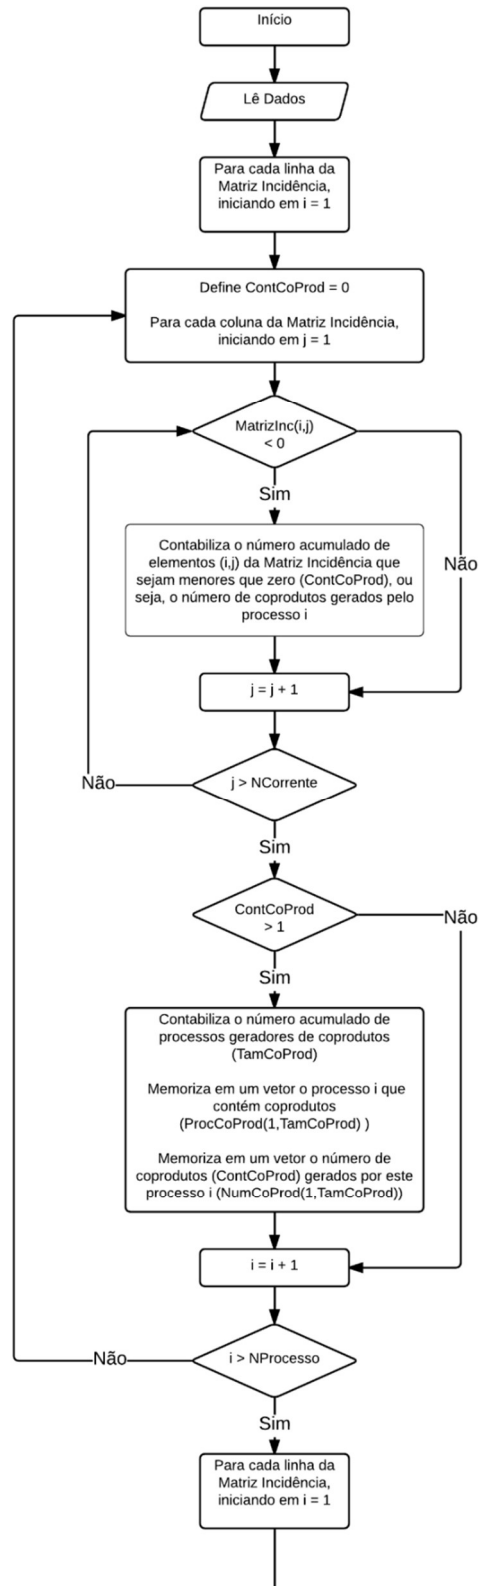 Início
Lê Dados
Para cada linha da
Matriz Incidência,
iniciando em i = 1
Define ContCoProd = 0
Para cada coluna da Matriz Incidência,
iniciando em j = 1
MatrizInc(i,j)
< 0
Sim
Não
Contabiliza o número acumulado de
elementos (i,j) da Matriz Incidência que
sejam menores que zero (ContCoProd), ou
seja, o número de coprodutos gerados pelo
processo i
j = j + 1
j > NCorrente
Não
Sim
ContCoProd
> 1
Não
Sim
Contabiliza o número acumulado de
processos geradores de coprodutos
(TamCoProd)
Memoriza em um vetor o processo i que
contém coprodutos
(ProcCoProd(1,TamCoProd) )
Memoriza em um vetor o número de
coprodutos (ContCoProd) gerados por este
processo i (NumCoProd(1,TamCoProd))
i = i + 1
i > NProcesso
Não
Sim
Para cada linha da
Matriz Incidência,
iniciando em i = 1